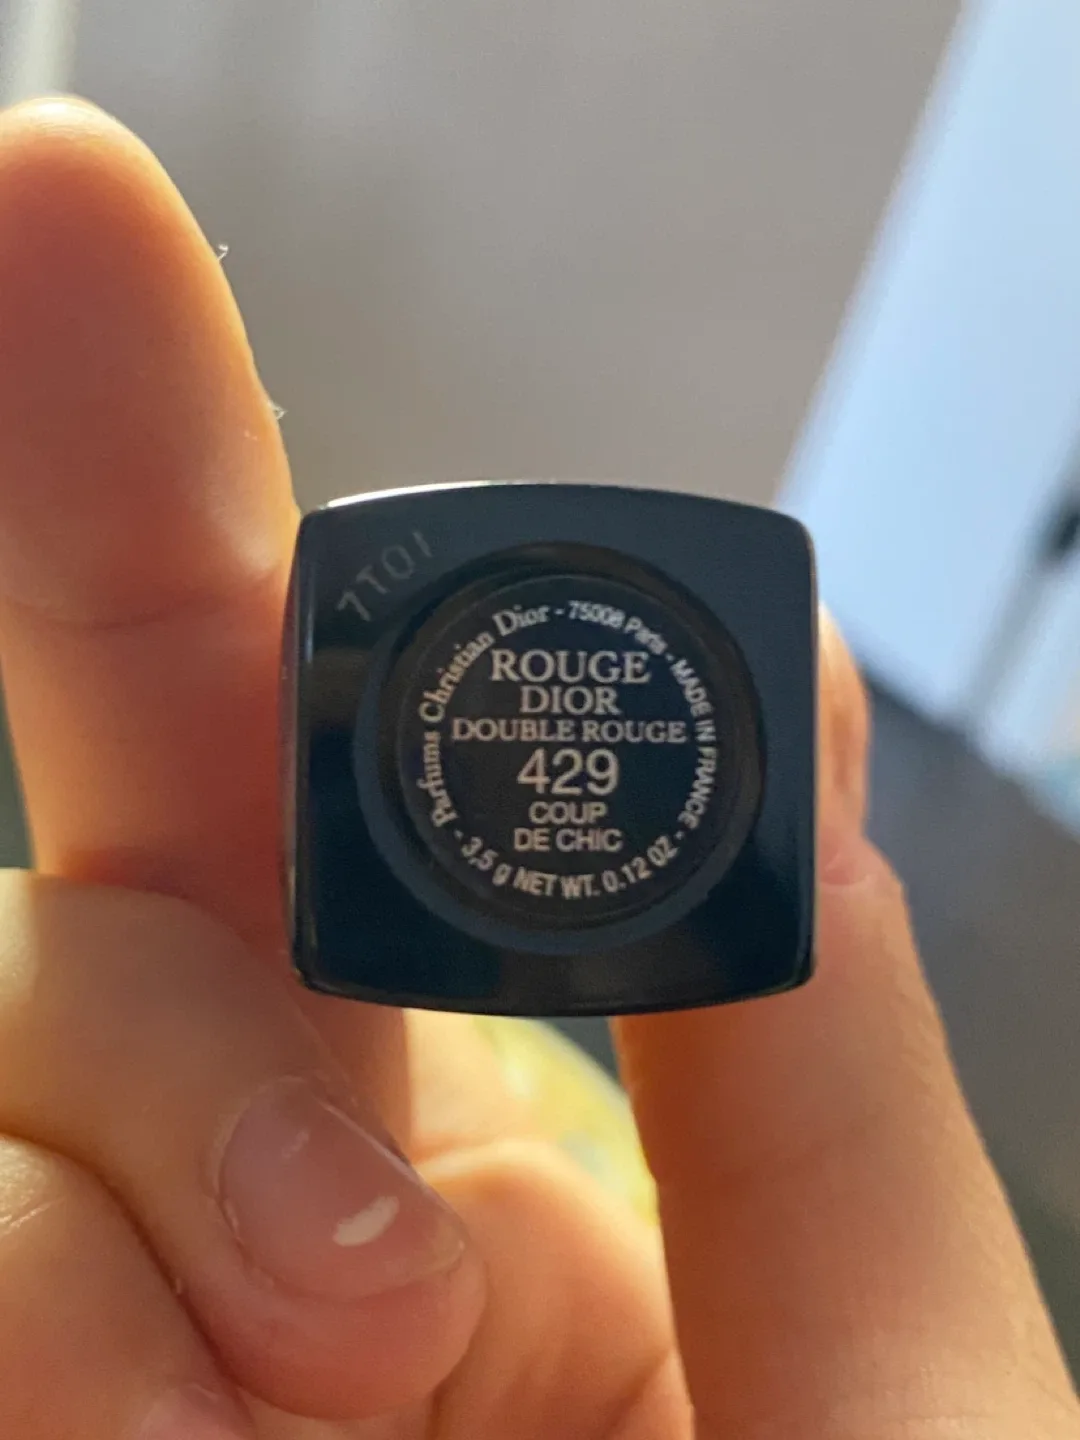 7T01
Parfums Christian Dior - 75008 Paris - MADE IN FRANCE - 3,5 g NET WT. 0.12 OZ -
ROUGE
DIOR
DOUBLE ROUGE
429
COUP
DE CHIC